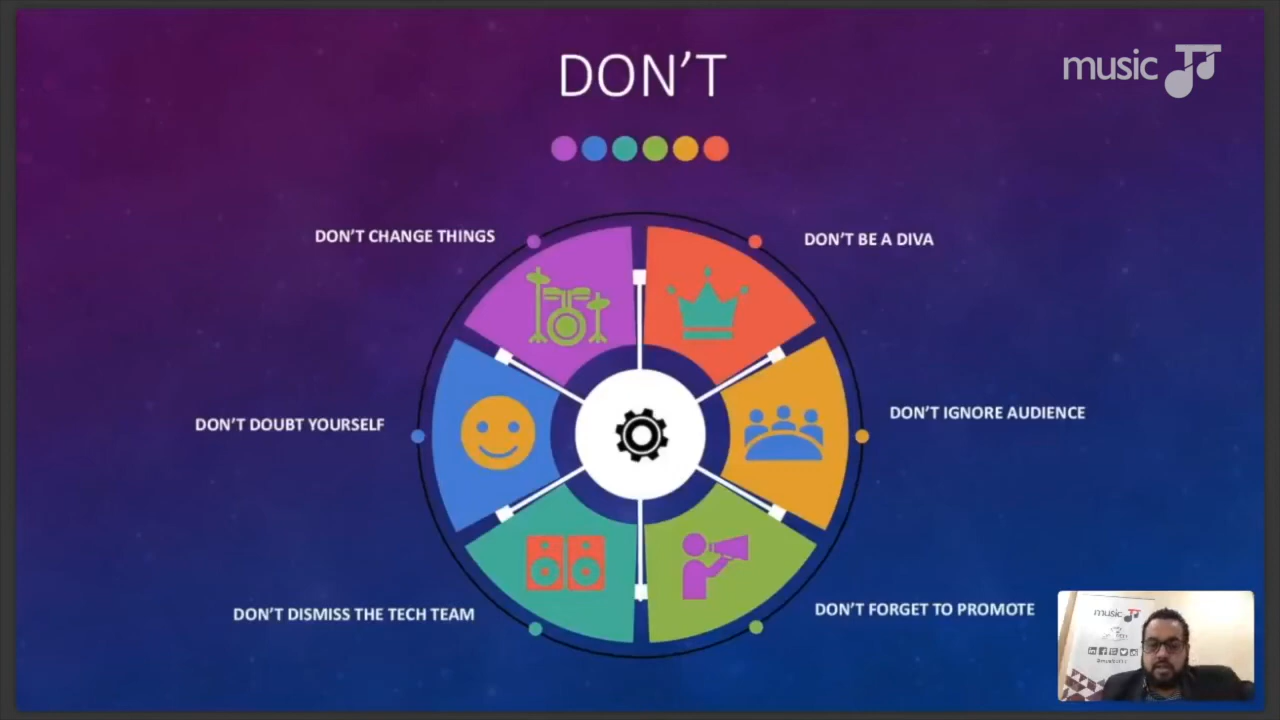 DON'T
music
DON'T CHANGE THINGS
DON'T BE A DIVA
DON'T DOUBT YOURSELF
DON'T IGNORE AUDIENCE
DON'T DISMISS THE TECH TEAM
DON'T FORGET TO PROMOTE
music